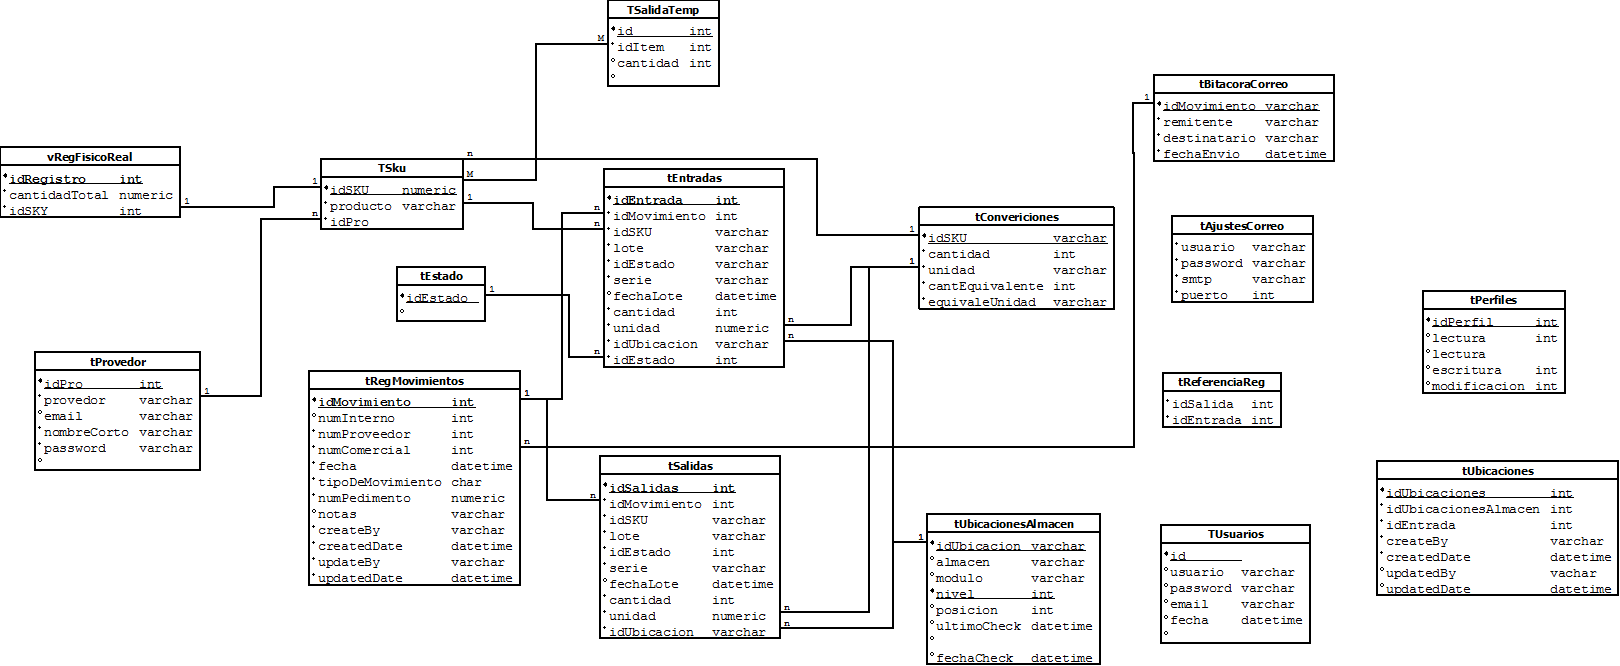 TSalidaTemp
id int
idItem int
cantidad int
M
tBitacoraCorreo
idMovimiento varchar
remitente varchar
destinatario varchar
fechaEnvio datetime
1
vRegFisicoReal
idRegistro int
cantidadTotal numeric
idSKY int
1
TSku
idSKU numeric
producto varchar
idPro
1
n
n
M
1
tEntradas
idEntrada int
idMovimiento int
idSKU varchar
lote varchar
idEstado varchar
serie varchar
fechaLote datetime
cantidad int
unidad numeric
idUbicacion varchar
idEstado int
n
n
n
n
n
tConvericiones
idSKU varchar
cantidad int
unidad varchar
cantEquivalente int
equivaleUnidad varchar
1
1
tAjustesCorreo
usuario varchar
password varchar
smtp varchar
puerto int
tEstado
idEstado
1
tPerfiles
idPerfil int
lectura int
lectura
escritura int
modificacion int
tProvedor
idPro int
provedor varchar
email varchar
nombreCorto varchar
password varchar
1
tRegMovimientos
idMovimiento int
numInterno int
numProveedor int
numComercial int
fecha datetime
tipoDeMovimiento char
numPedimento numeric
notas varchar
createBy varchar
createdDate datetime
updateBy varchar
updatedDate datetime
1
n
tReferenciaReg
idSalida int
idEntrada int
tSalidas
idSalidas int
idMovimiento int
idSKU varchar
lote varchar
idEstado int
serie varchar
fechaLote datetime
cantidad int
unidad numeric
idUbicacion varchar
n
n
n
tUbicaciones
idUbicaciones int
idUbicacionesAlmacen int
idEntrada int
createBy varchar
createdDate datetime
updatedBy vachar
updatedDate datetime
tUbicacionesAlmacen
idUbicacion varchar
almacen varchar
modulo varchar
nivel int
posicion int
ultimoCheck datetime
fechaCheck datetime
1
TUsuarios
id
usuario varchar
password varchar
email varchar
fecha datetime